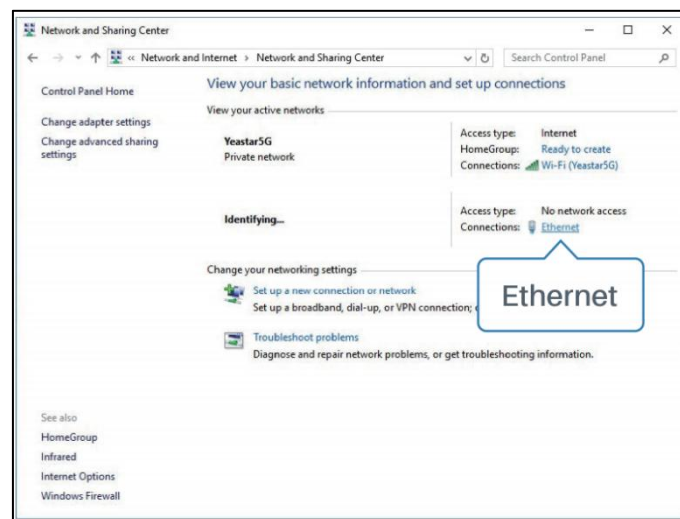 Network and Sharing Center
« Network and Internet > Network and Sharing Center
Search Control Panel
Control Panel Home
Change adapter settings
Change advanced sharing
settings
View your basic network information and set up connections
View your active networks
Yeastar5G
Private network
Access type: Internet
HomeGroup: Ready to create
Connections: Wi-Fi (Yeastar5G)
Identifying...
Access type: No network access
Connections: Ethernet
Ethernet
Change your networking settings
Set up a new connection or network
Set up a broadband, dial-up, or VPN connection;
Troubleshoot problems
Diagnose and repair network problems, or get troubleshooting information.
See also
HomeGroup
Infrared
Internet Options
Windows Firewall